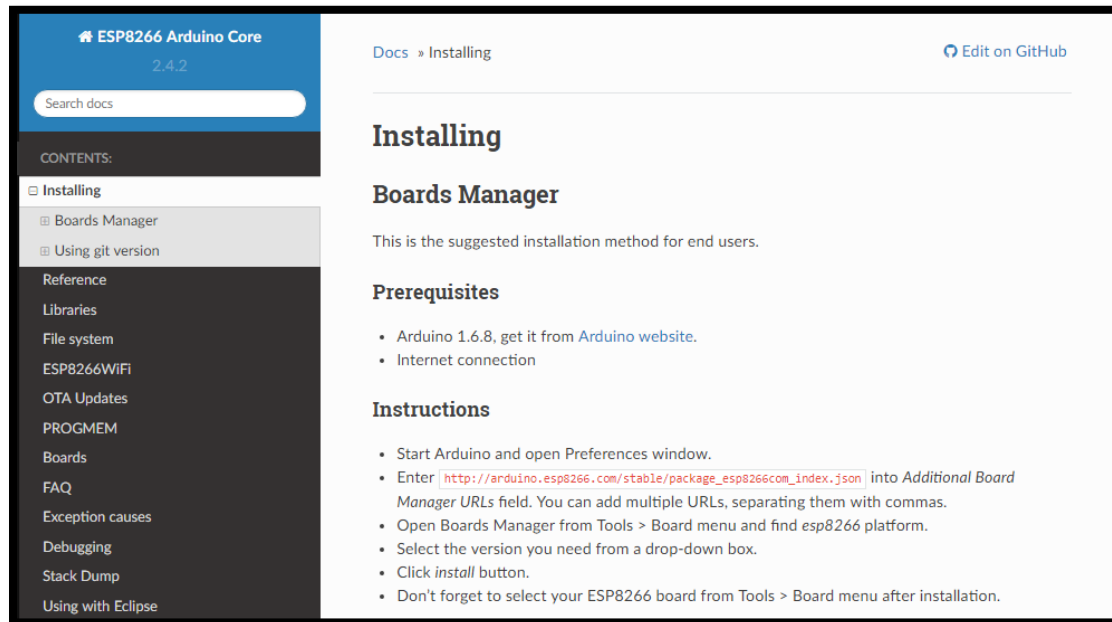 ESP8266 Arduino Core
2.4.2
Search docs
CONTENTS:
Installing
Boards Manager
Using git version
Reference
Libraries
File system
ESP8266WiFi
OTA Updates
PROGMEM
Boards
FAQ
Exception causes
Debugging
Stack Dump
Using with Eclipse
Docs » Installing
Edit on GitHub
Installing
Boards Manager
This is the suggested installation method for end users.
Prerequisites
• Arduino 1.6.8, get it from Arduino website.
• Internet connection
Instructions
• Start Arduino and open Preferences window.
• Enter http://arduino.esp8266.com/stable/package_esp8266com_index.json into Additional Board
Manager URLs field. You can add multiple URLs, separating them with commas.
• Open Boards Manager from Tools > Board menu and find esp8266 platform.
• Select the version you need from a drop-down box.
• Click install button.
• Don't forget to select your ESP8266 board from Tools > Board menu after installation.